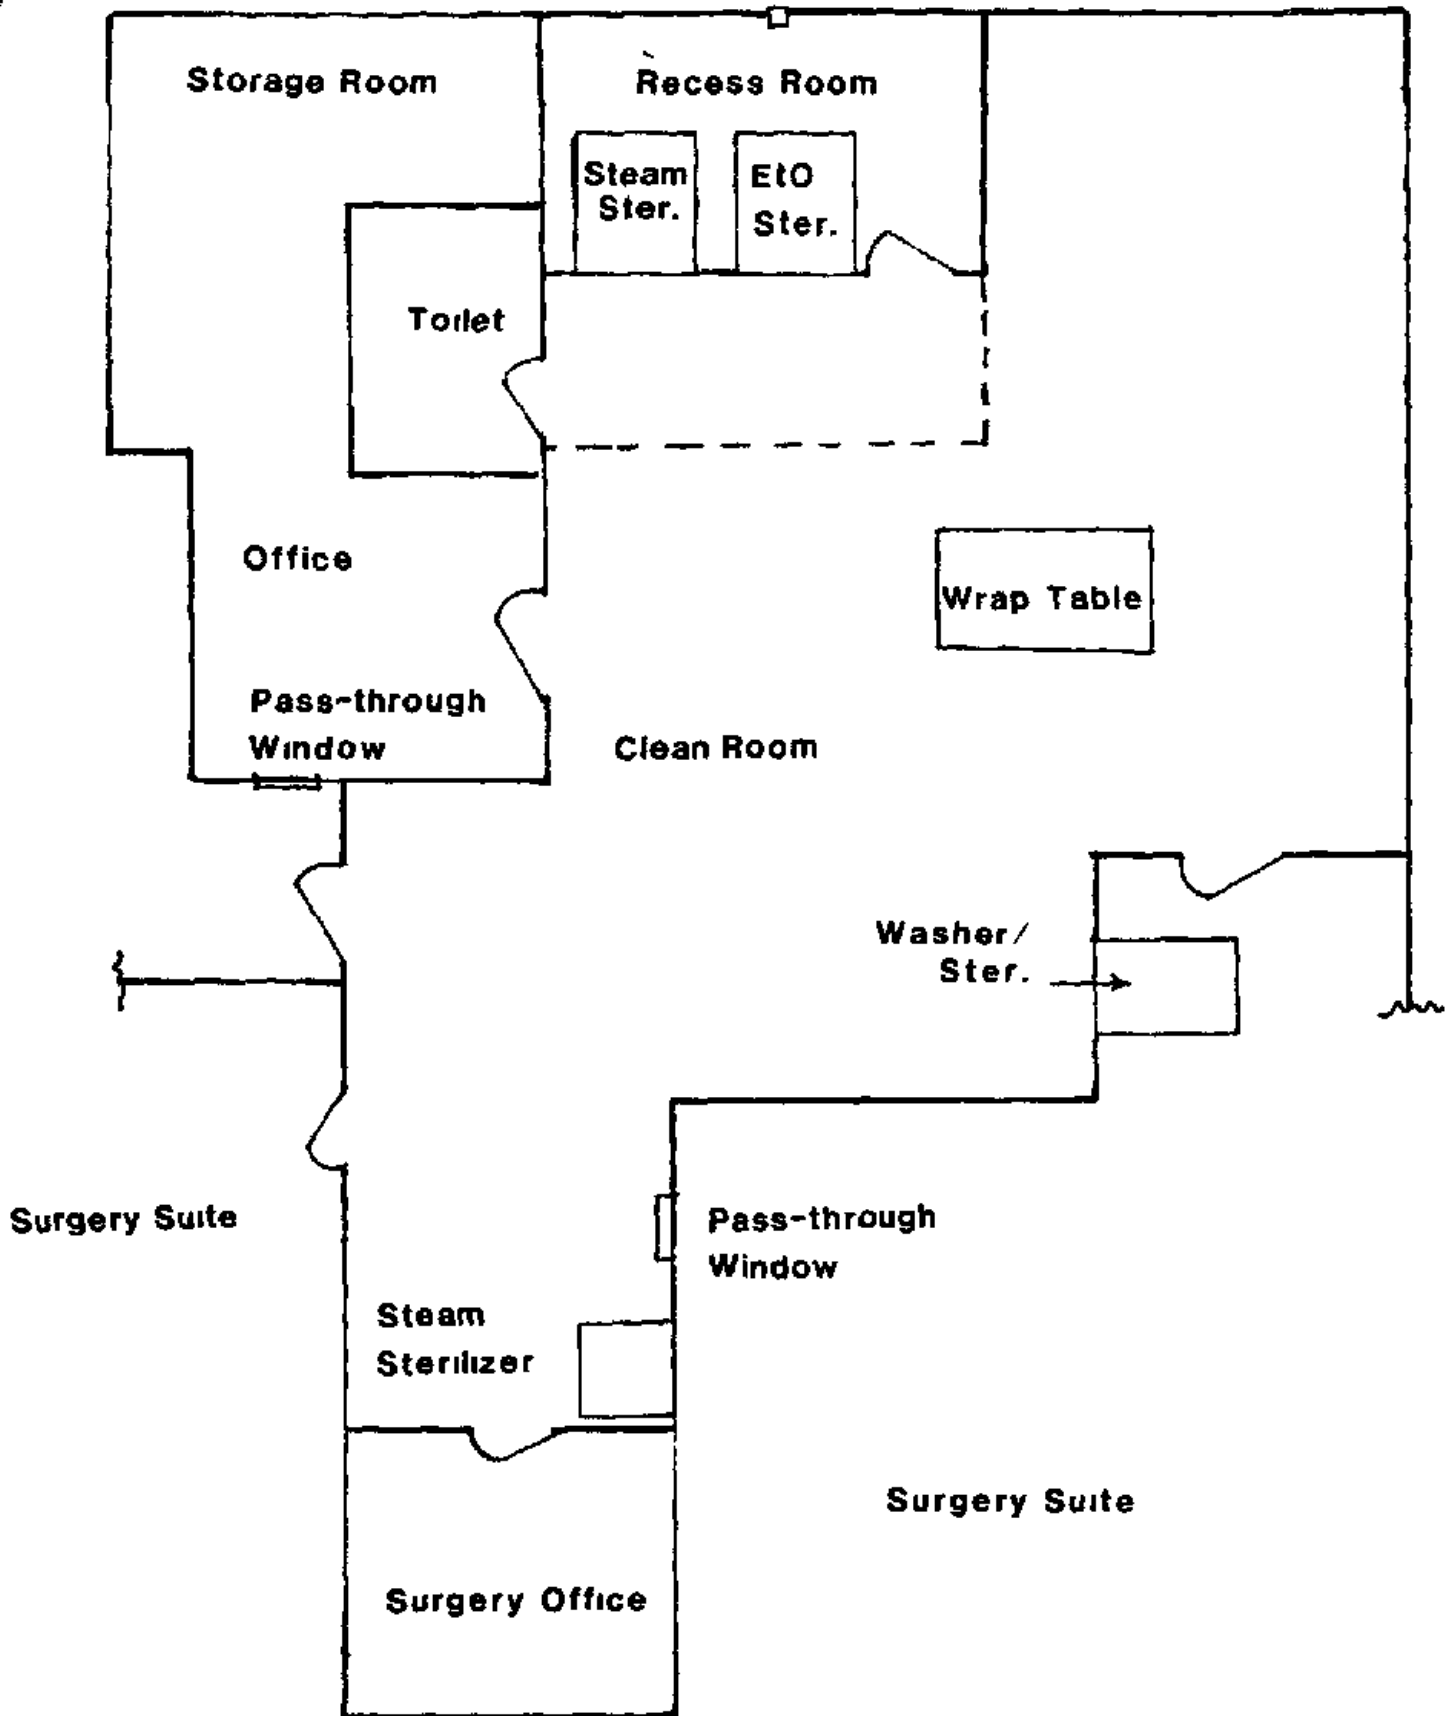 Storage Room
Recess Room
Steam
Ster.
EtO
Ster.
Toilet
Office
Wrap Table
Pass-through
Window
Clean Room
Washer/
Ster.
Surgery Suite
Pass-through
Window
Steam
Sterilizer
Surgery Suite
Surgery Office